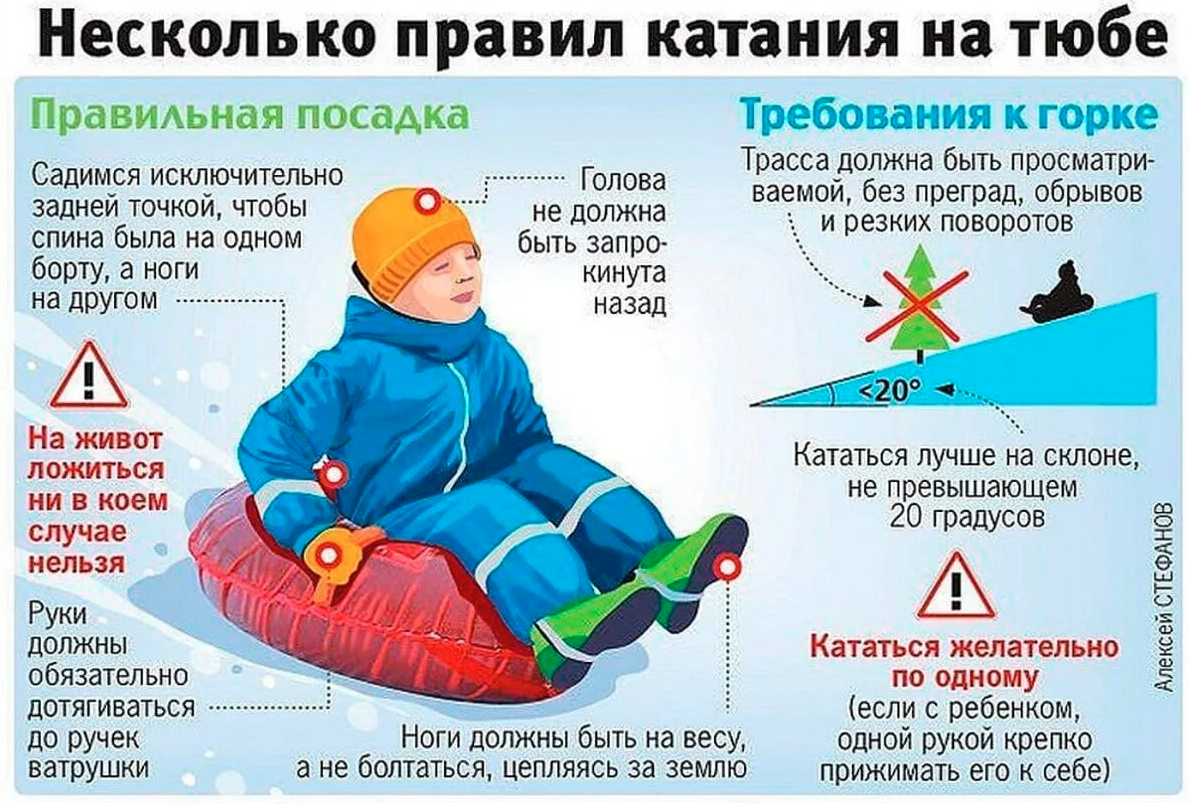 Несколько правил катания на тюбе
Правильная посадка
Садимся исключительно
задней точкой, чтобы
спина была на одном
борту, а ноги
на другом
Голова
не должна
быть запро-
кинута
назад
!
На живот
ложиться
ни в коем
случае
нельзя
Руки
должны
обязательно
дотягиваться
до ручек
ватрушки
Ноги должны быть на весу,
а не болтаться, цепляясь за землю
Требования к горке
Трасса должна быть просматри-
ваемой, без преград, обрывов
и резких поворотов
<20°
Кататься лучше на склоне,
не превышающем
20 градусов
!
Кататься желательно
по одному
(если с ребенком,
одной рукой крепко
прижимать его к себе)
Алексей СТЕФАНОВ